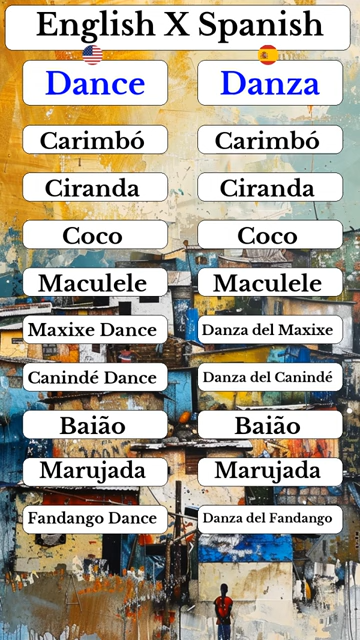 English X Spanish
Dance Danza
Carimbó Carimbó
Ciranda Ciranda
Coco Coco
Maculele Maculele
Maxixe Dance Danza del Maxixe
Canindé Dance Danza del Canindé
Baião Baião
Marujada Marujada
Fandango Dance Danza del Fandango